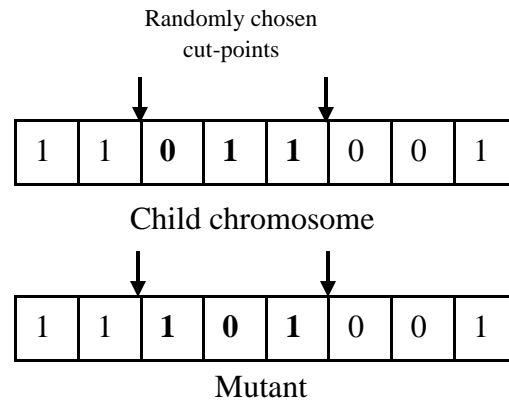 Randomly chosen
cut-points
1 1 0 1 1 0 0 1
Child chromosome
1 1 1 0 1 0 0 1
Mutant